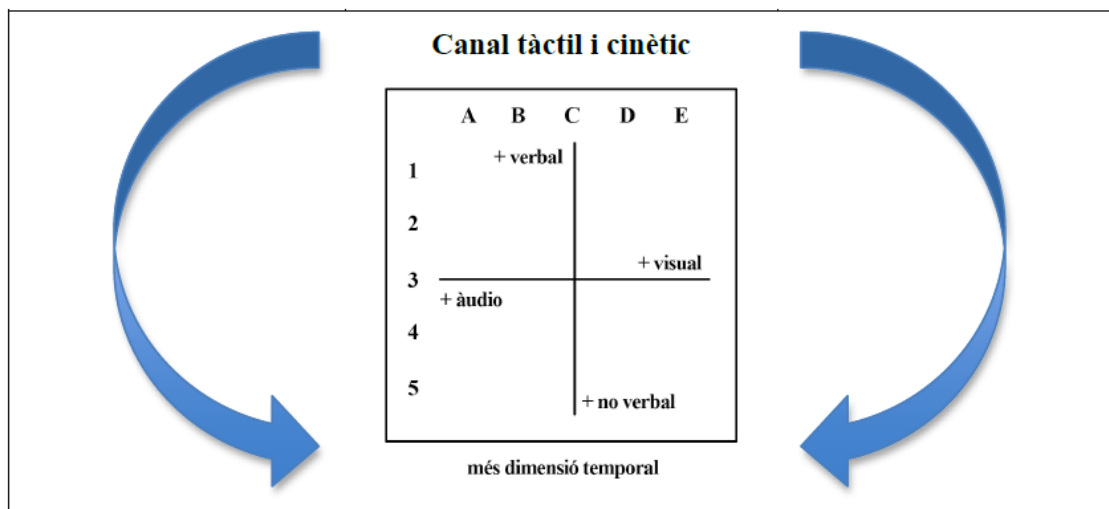 Canal tàctil i cinètic
A B C D E
+ verbal
1
2
+ visual
3
+ àudio
4
5
+ no verbal
més dimensió temporal